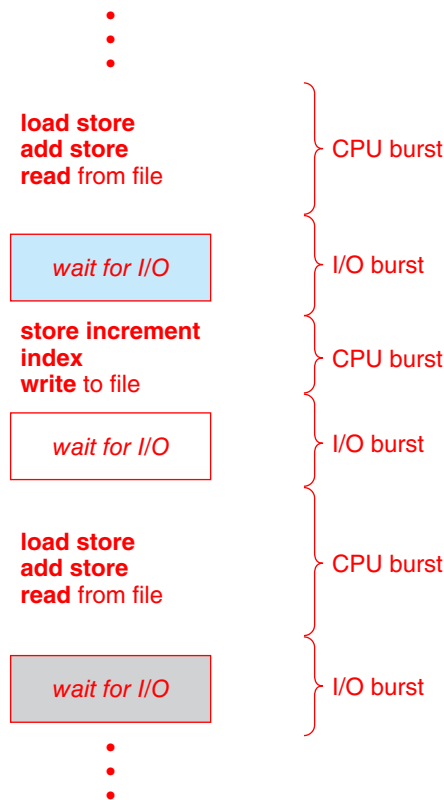 load store
add store
read from file
CPU burst
wait for I/O
I/O burst
store increment
index
write to file
CPU burst
wait for I/O
I/O burst
load store
add store
read from file
CPU burst
wait for I/O
I/O burst